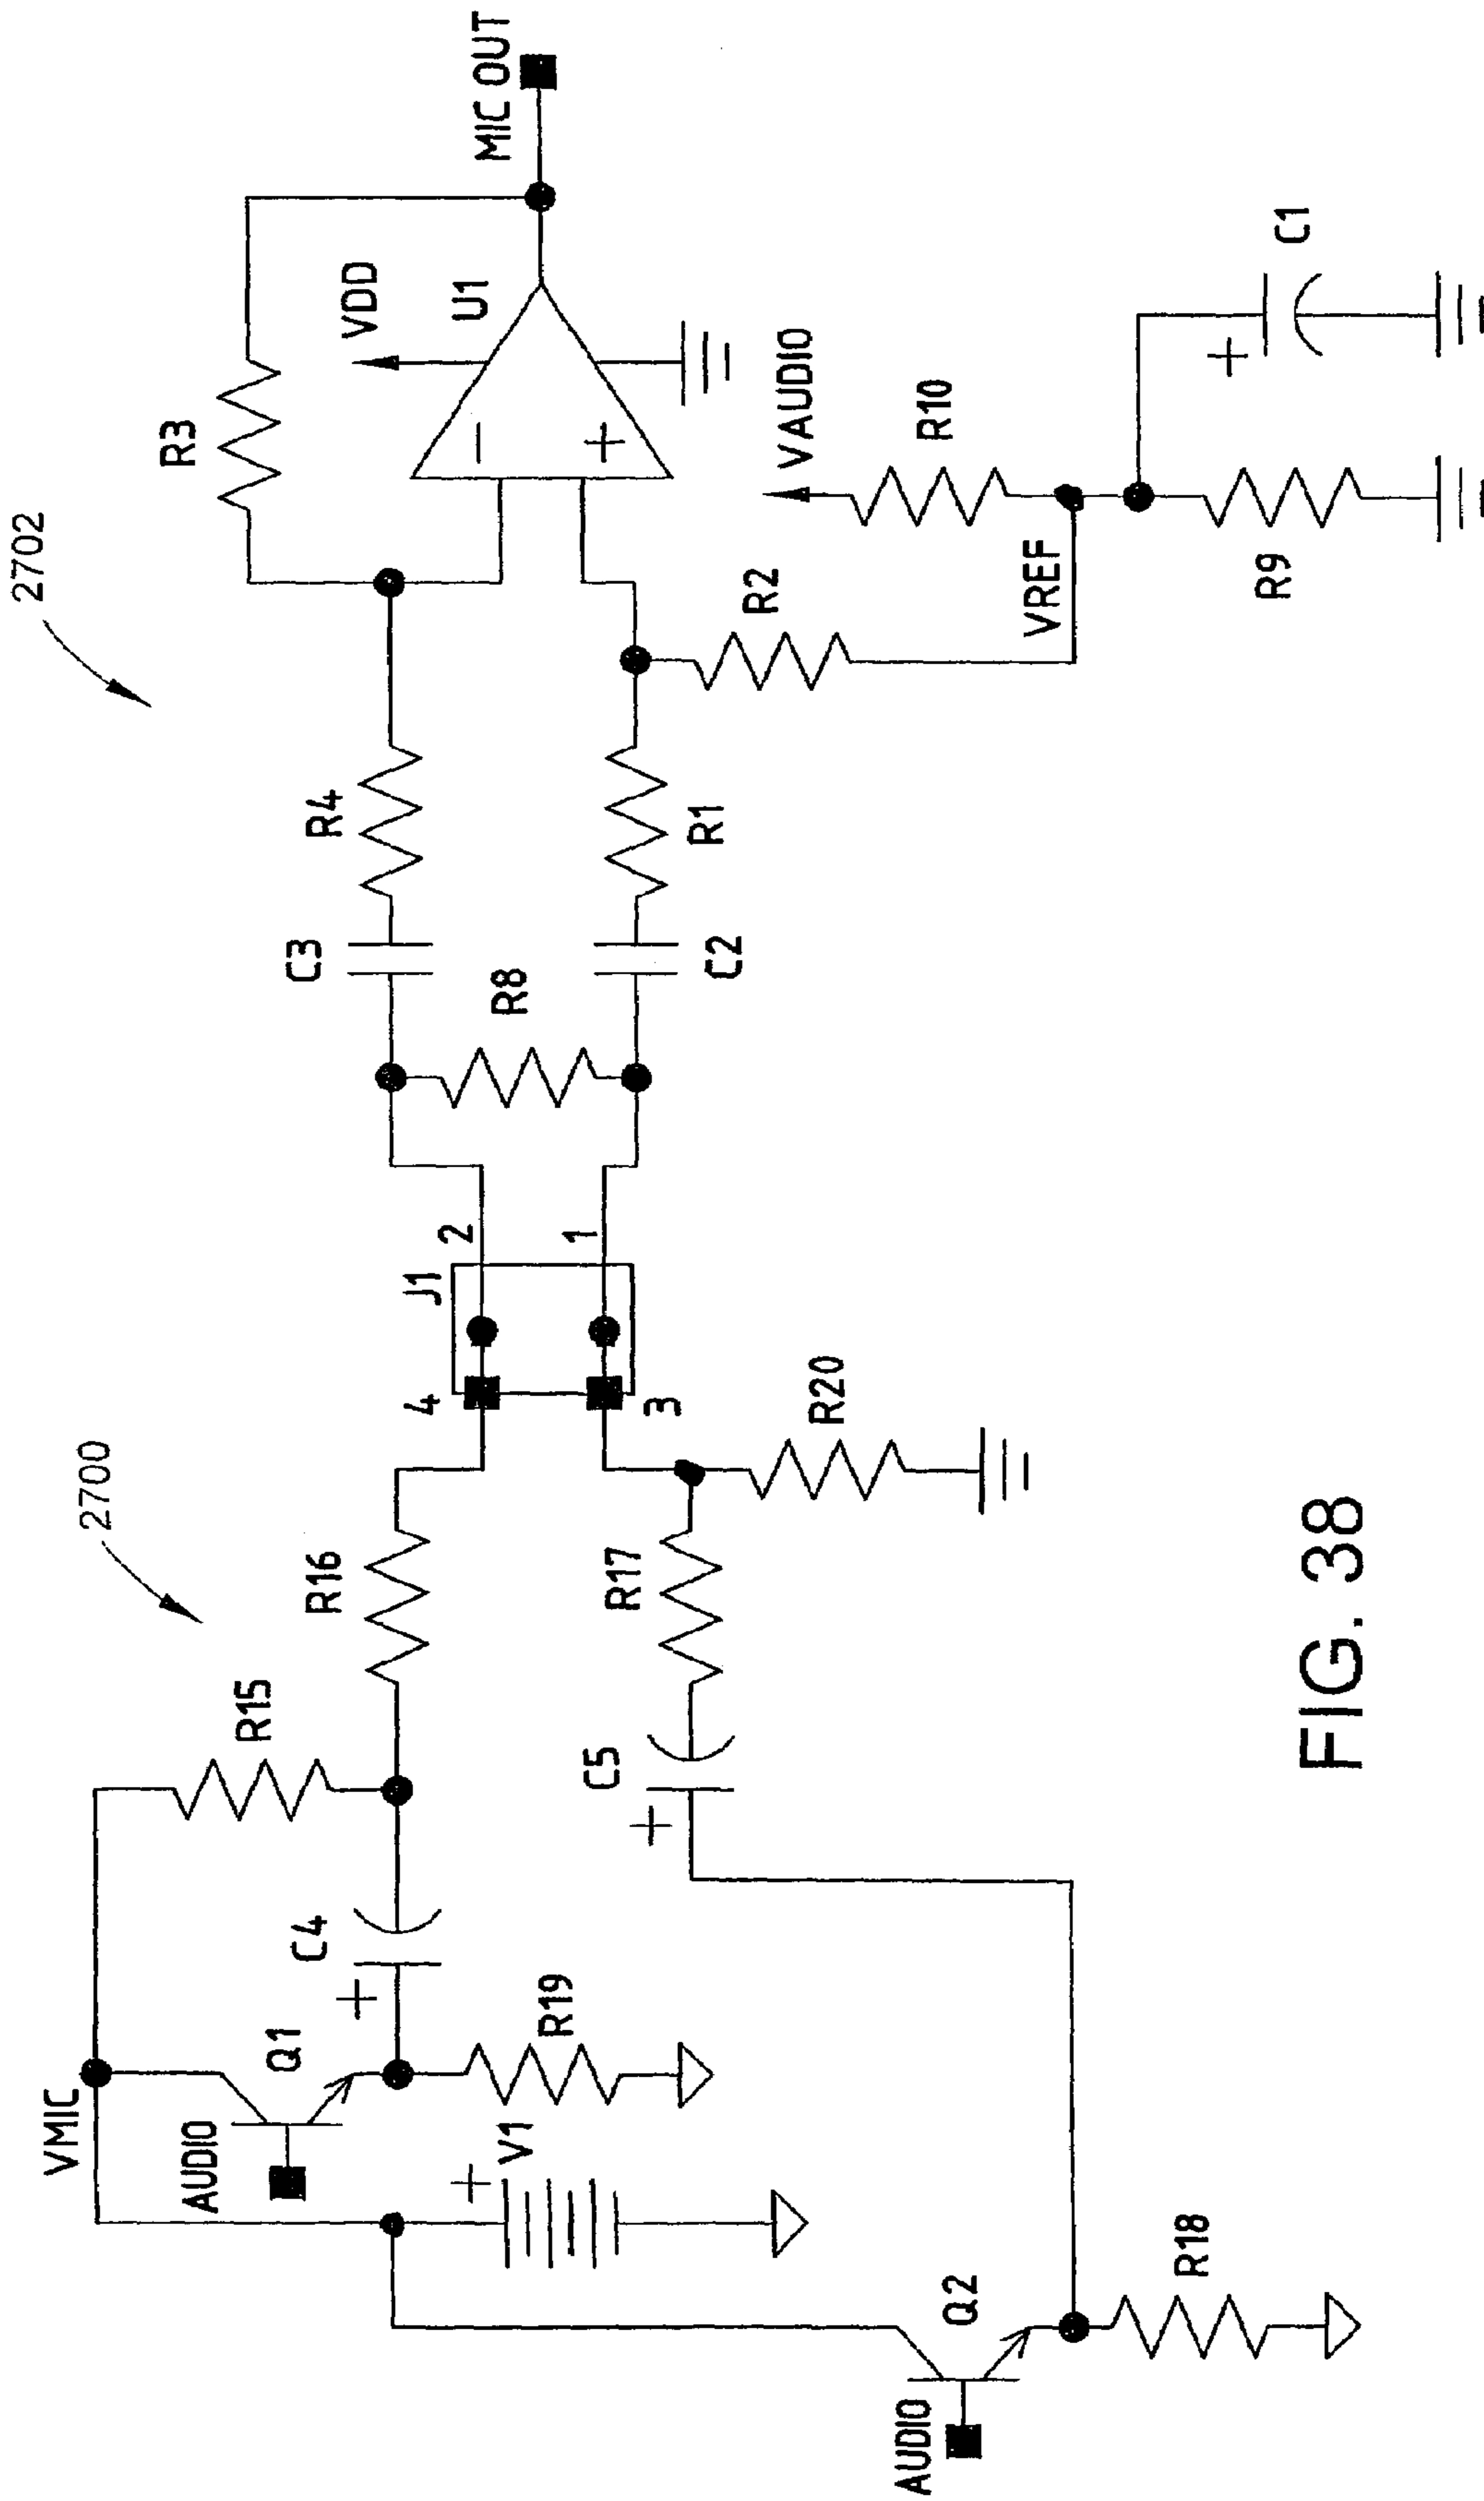 2700
2702
VMIC
AUDIO
Q1
R15
C4
R16
R19
V1
+
+
AUDIO
Q2
R18
C5
+
R17
R20
J1
4
2
3
1
C3
R4
R8
C2
R1
R3
VDD
U1
−
+
MIC OUT
R2
VAUDIO
R10
VREF
R9
+
C1
FIG. 38